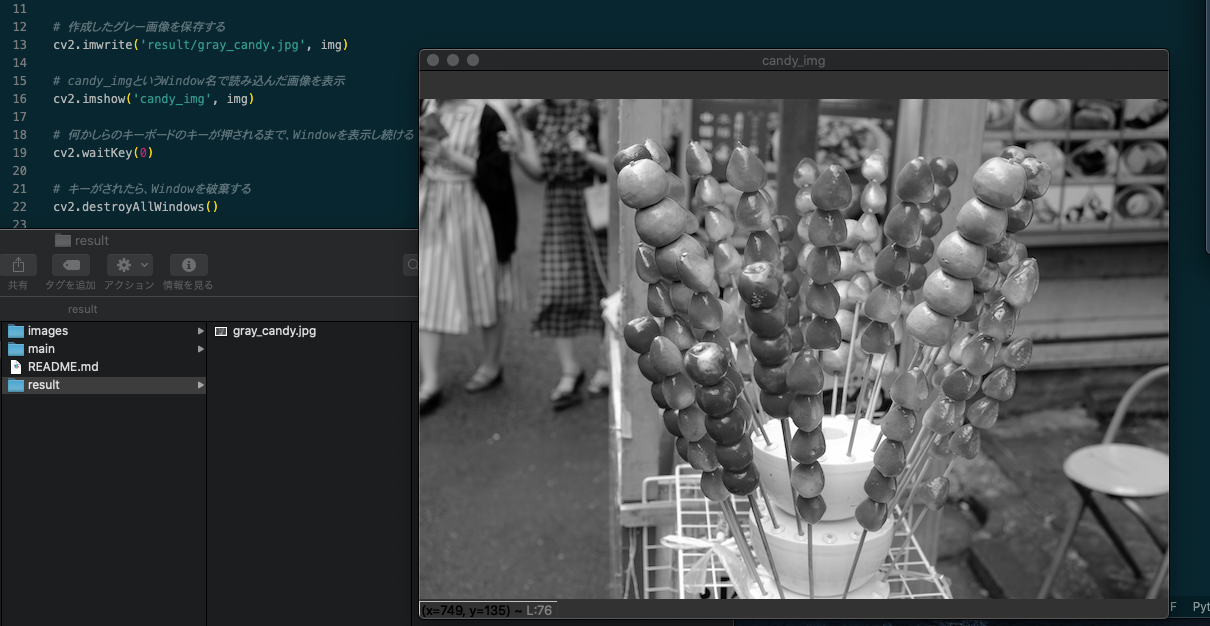 11
12 # 作成したグレー画像を保存する
13 cv2.imwrite('result/gray_candy.jpg', img)
14
15 # candy_imgというWindow名で読み込んだ画像を表示
16 cv2.imshow('candy_img', img)
17
18 # 何かしらのキーボードのキーが押されるまで、Windowを表示し続ける
19 cv2.waitKey(0)
20
21 # キーがされたら、Windowを破棄する
22 cv2.destroyAllWindows()
23
result
共有 タグを追加 アクション 情報を見る
result
images
main
README.md
result
gray_candy.jpg
candy_img
(x=749, y=135) ~ L:76
F Pyt